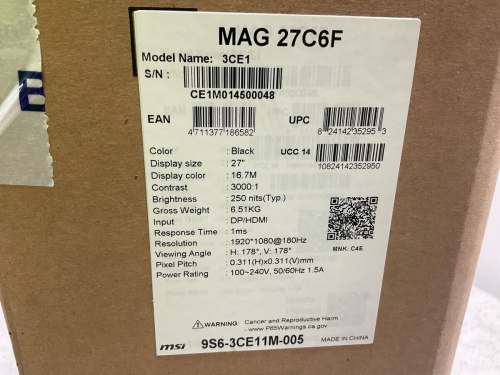 MAG 27C6F
Model Name: 3CE1
S/N :
CE1M014500048
EAN
4 711377 186582
UPC
8 24142 35295 3
Color : Black
UCC 14
10824142352950
Display size : 27"
Display color : 16.7M
Contrast : 3000:1
Brightness : 250 nits(Typ.)
Gross Weight : 6.51KG
Input : DP/HDMI
Response Time : 1ms
Resolution : 1920*1080@180Hz
Viewing Angle : H: 178°, V: 178°
Pixel Pitch : 0.311(H)x0.311(V)mm
Power Rating : 100~240V, 50/60Hz 1.5A
MNK: C4E
WARNING: Cancer and Reproductive Harm
- www.P65Warnings.ca.gov
msi
9S6-3CE11M-005
MADE IN CHINA